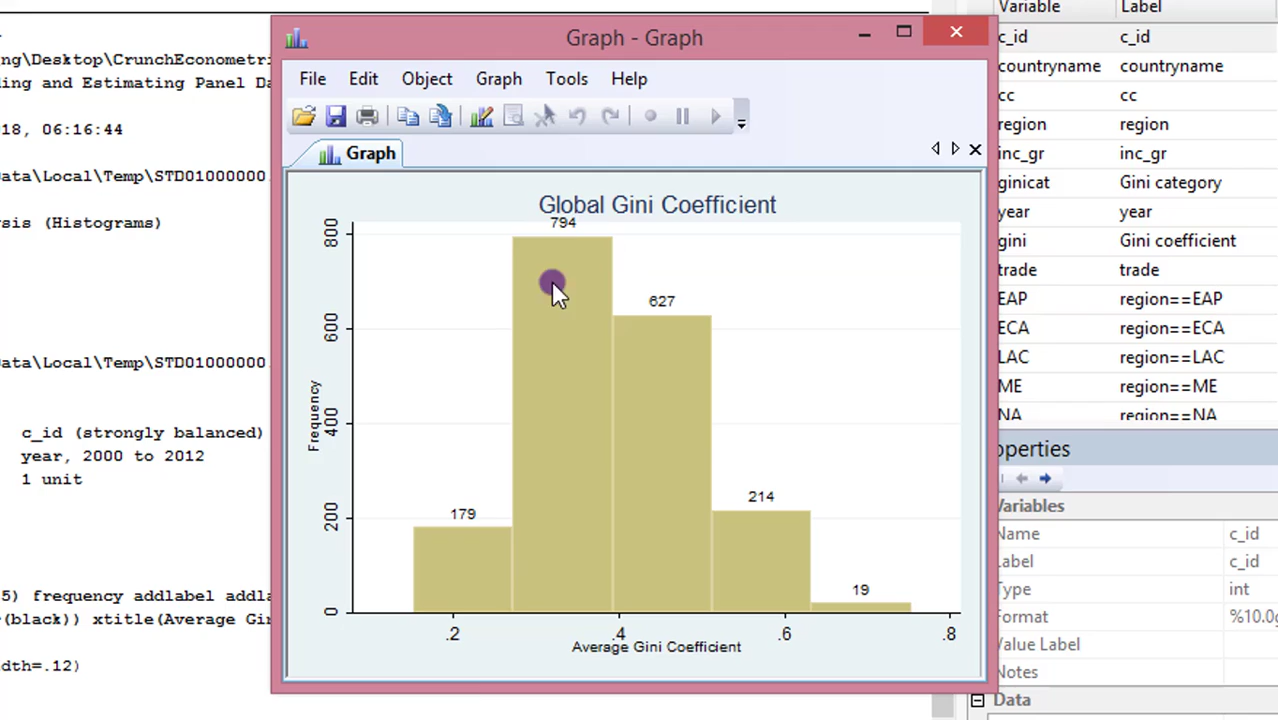 ng\Desktop\CrunchEconometri
ding and Estimating Panel Da
18, 06:16:44
ata\Local\Temp\STD01000000.
sis (Histograms)
ata\Local\Temp\STD01000000.
c_id (strongly balanced)
year, 2000 to 2012
1 unit
5) frequency addlabel addla
(black)) xtitle(Average Gi
dth=.12)
Graph - Graph
File Edit Object Graph Tools Help
Graph
Global Gini Coefficient
Frequency
0 200 400 600 800
179
794
627
214
19
.2 .4 .6 .8
Average Gini Coefficient
Variable Label
c_id c_id
countryname countryname
cc cc
region region
inc_gr inc_gr
ginicat Gini category
year year
gini Gini coefficient
trade trade
EAP region==EAP
ECA region==ECA
LAC region==LAC
ME region==ME
NA region==NA
operties
Variables
Name c_id
Label c_id
Type int
Format %10.0g
Value Label
Notes
Data